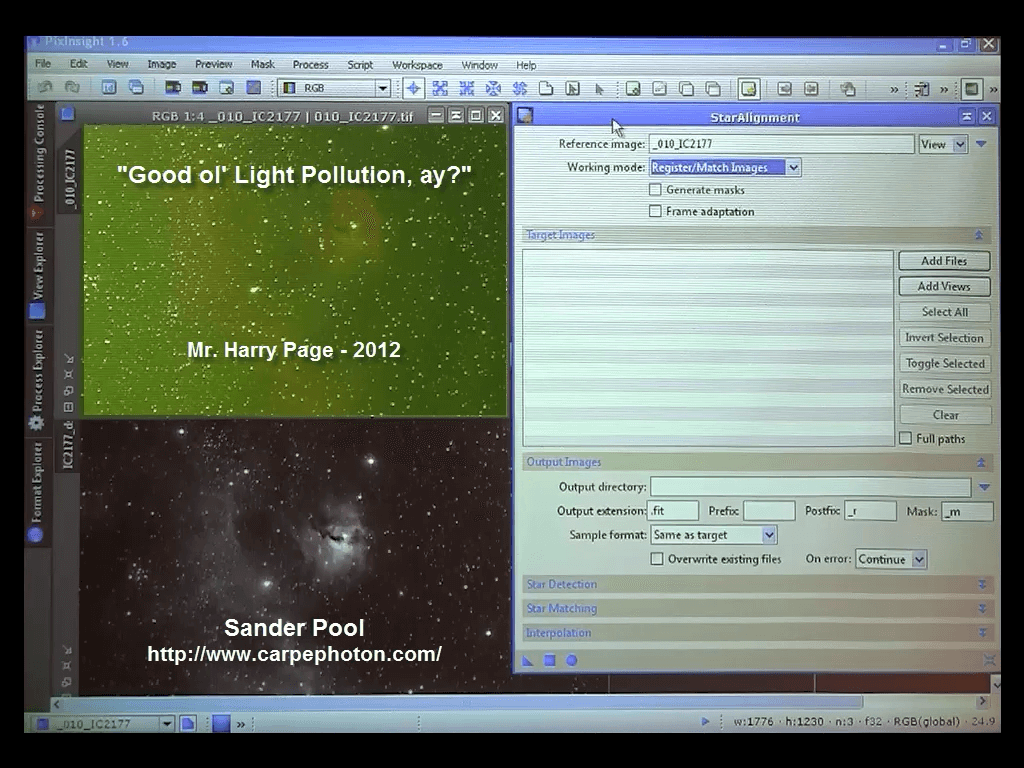 PixInsight 1.6
File Edit View Image Preview Mask Process Script Workspace Window Help
RGB
RGB 1:4 _010_IC2177 | 010_IC2177.tif
Processing Console
View Explorer
Process Explorer
Format Explorer
_010_IC2177
"Good ol' Light Pollution, ay?"
Mr. Harry Page - 2012
Sander Pool
http://www.carpephoton.com/
StarAlignment
Reference image: _010_IC2177 View
Working mode: Register/Match Images
Generate masks
Frame adaptation
Target Images
Add Files
Add Views
Select All
Invert Selection
Toggle Selected
Remove Selected
Clear
Full paths
Output Images
Output directory:
Output extension: .fit Prefix: Postfix: _r Mask: _m
Sample format: Same as target
Overwrite existing files On error: Continue
Star Detection
Star Matching
Interpolation
_010_IC2177
w:1776 · h:1230 · n:3 · f32 · RGB(global) · 24.9